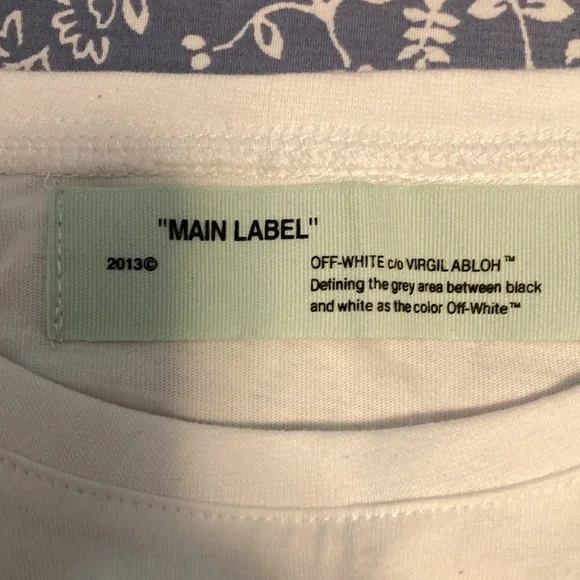 "MAIN LABEL"
2013©
OFF-WHITE c/o VIRGIL ABLOH™
Defining the grey area between black
and white as the color Off-White™